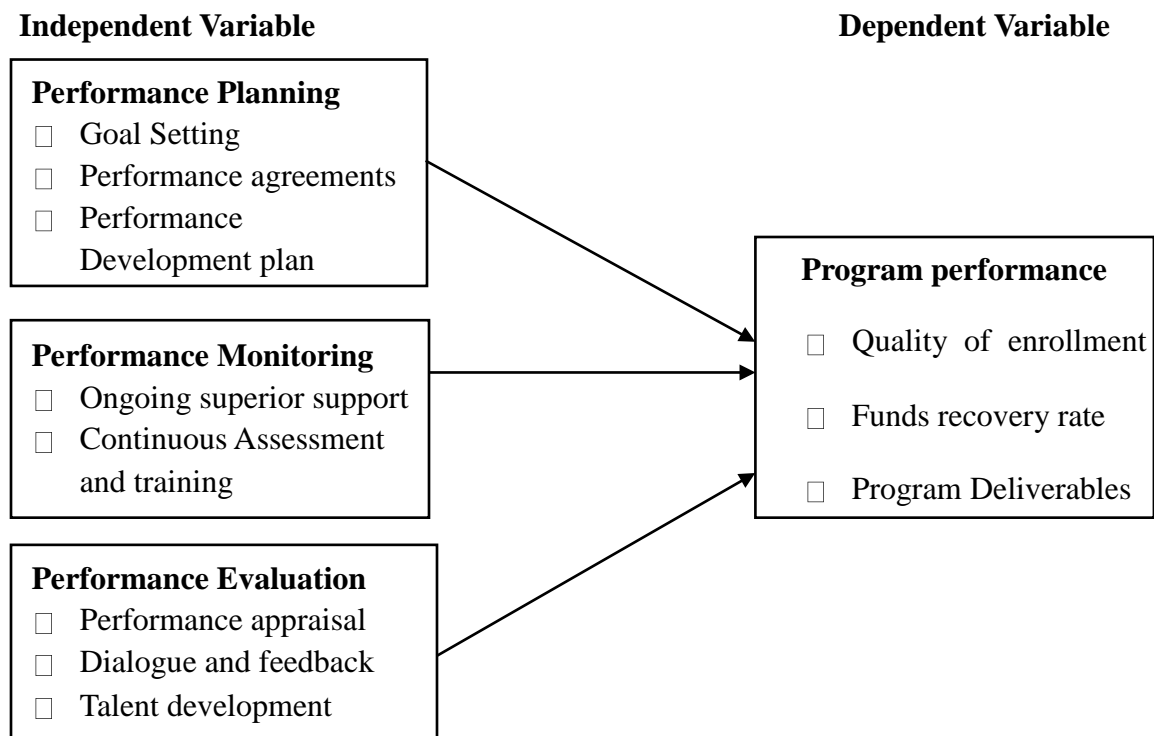 Independent Variable
Dependent Variable
Performance Planning
Goal Setting
Performance agreements
Performance
Development plan
Performance Monitoring
Ongoing superior support
Continuous Assessment
and training
Performance Evaluation
Performance appraisal
Dialogue and feedback
Talent development
Program performance
Quality of enrollment
Funds recovery rate
Program Deliverables